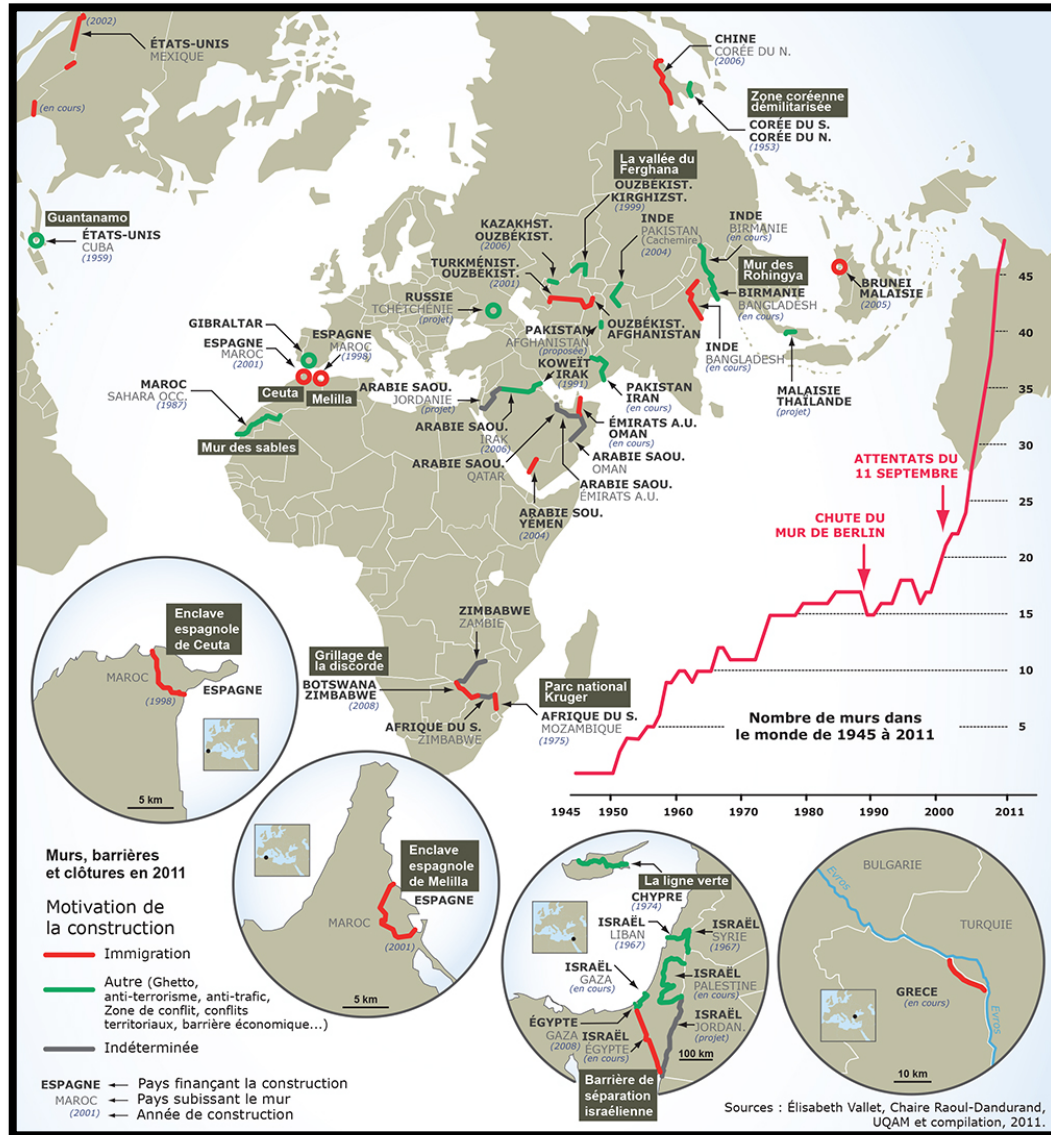 (2002)
ÉTATS-UNIS
MEXIQUE
(en cours)
Guantanamo
ÉTATS-UNIS
CUBA
(1959)
CHINE
CORÉE DU N.
(2006)
Zone coréenne
démilitarisée
CORÉE DU S.
CORÉE DU N.
(1953)
La vallée du
Ferghana
OUZBÉKIST.
KIRGHIZST.
(1999)
KAZAKHST.
OUZBÉKIST.
(2006)
INDE
PAKISTAN
(Cachemire)
(2004)
INDE
BIRMANIE
(en cours)
TURKMÉNIST.
OUZBÉKIST.
(2001)
Mur des
Rohingya
BIRMANIE
BANGLADESH
(en cours)
BRUNEI
MALAISIE
(2005)
RUSSIE
TCHÉTCHÉNIE
(projet)
OUZBÉKIST.
AFGHANISTAN
PAKISTAN
AFGHANISTAN
(proposée)
INDE
BANGLADESH
(en cours)
GIBRALTAR
ESPAGNE
MAROC
(2001)
ESPAGNE
MAROC
(1998)
Ceuta
Melilla
KOWEÏT
IRAK
(1991)
PAKISTAN
IRAN
(en cours)
MALAISIE
THAÏLANDE
(projet)
MAROC
SAHARA OCC.
(1987)
Mur des sables
ARABIE SAOU.
JORDANIE
(projet)
ARABIE SAOU.
IRAK
(2006)
ÉMIRATS A.U.
OMAN
(en cours)
ARABIE SAOU.
QATAR
ARABIE SAOU.
OMAN
ARABIE SAOU.
ÉMIRATS A.U.
ARABIE SOU.
YÉMEN
(2004)
ATTENTATS DU
11 SEPTEMBRE
CHUTE DU
MUR DE BERLIN
45
40
35
30
25
20
15
10
5
Nombre de murs dans
le monde de 1945 à 2011
1945
1950
1960
1970
1980
1990
2000
2011
ZIMBABWE
ZAMBIE
Grillage de
la discorde
BOTSWANA
ZIMBABWE
(2008)
AFRIQUE DU S.
ZIMBABWE
Parc national
Kruger
AFRIQUE DU S.
MOZAMBIQUE
(1975)
Enclave
espagnole
de Ceuta
MAROC
ESPAGNE
(1998)
5 km
Enclave
espagnole
de Melilla
ESPAGNE
MAROC
(2001)
5 km
La ligne verte
CHYPRE
(1974)
ISRAËL
LIBAN
(1967)
ISRAËL
SYRIE
(1967)
ISRAËL
GAZA
(en cours)
ISRAËL
PALESTINE
(en cours)
ÉGYPTE
GAZA
(2008)
ISRAËL
ÉGYPTE
(en cours)
ISRAËL
JORDAN.
(projet)
100 km
Barrière de
séparation
israélienne
BULGARIE
Evros
TURQUIE
GRECE
(en cours)
Evros
10 km
Murs, barrières
et clôtures en 2011
Motivation de
la construction
Immigration
Autre (Ghetto,
anti-terrorisme, anti-trafic,
Zone de conflit, conflits
territoriaux, barrière économique...)
Indéterminée
ESPAGNE Pays finançant la construction
MAROC Pays subissant le mur
(2001) Année de construction
Sources : Élisabeth Vallet, Chaire Raoul-Dandurand,
UQAM et compilation, 2011.